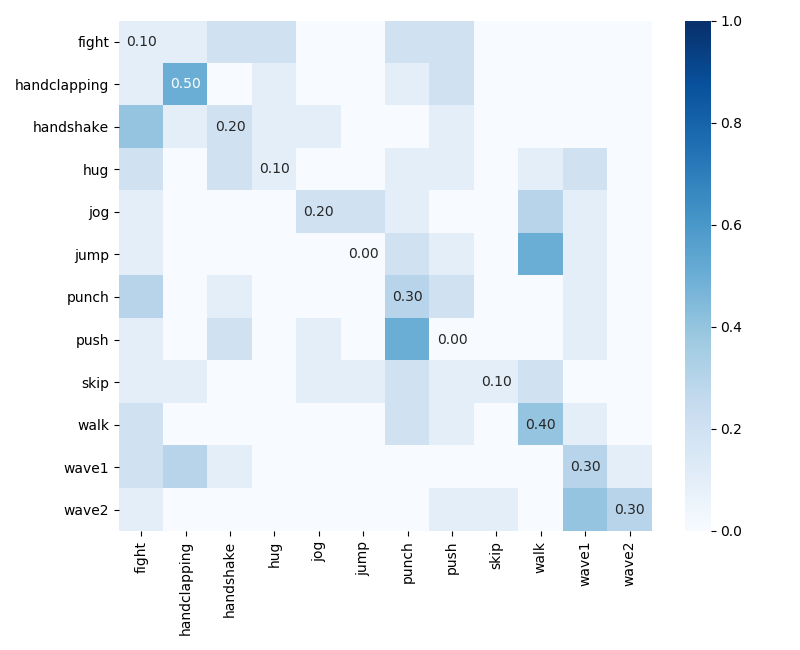 fight 0.10
handclapping 0.50
handshake 0.20
hug 0.10
jog 0.20
jump 0.00
punch 0.30
push 0.00
skip 0.10
walk 0.40
wave1 0.30
wave2 0.30
fight handclapping handshake hug jog jump punch push skip walk wave1 wave2
1.0
0.8
0.6
0.4
0.2
0.0